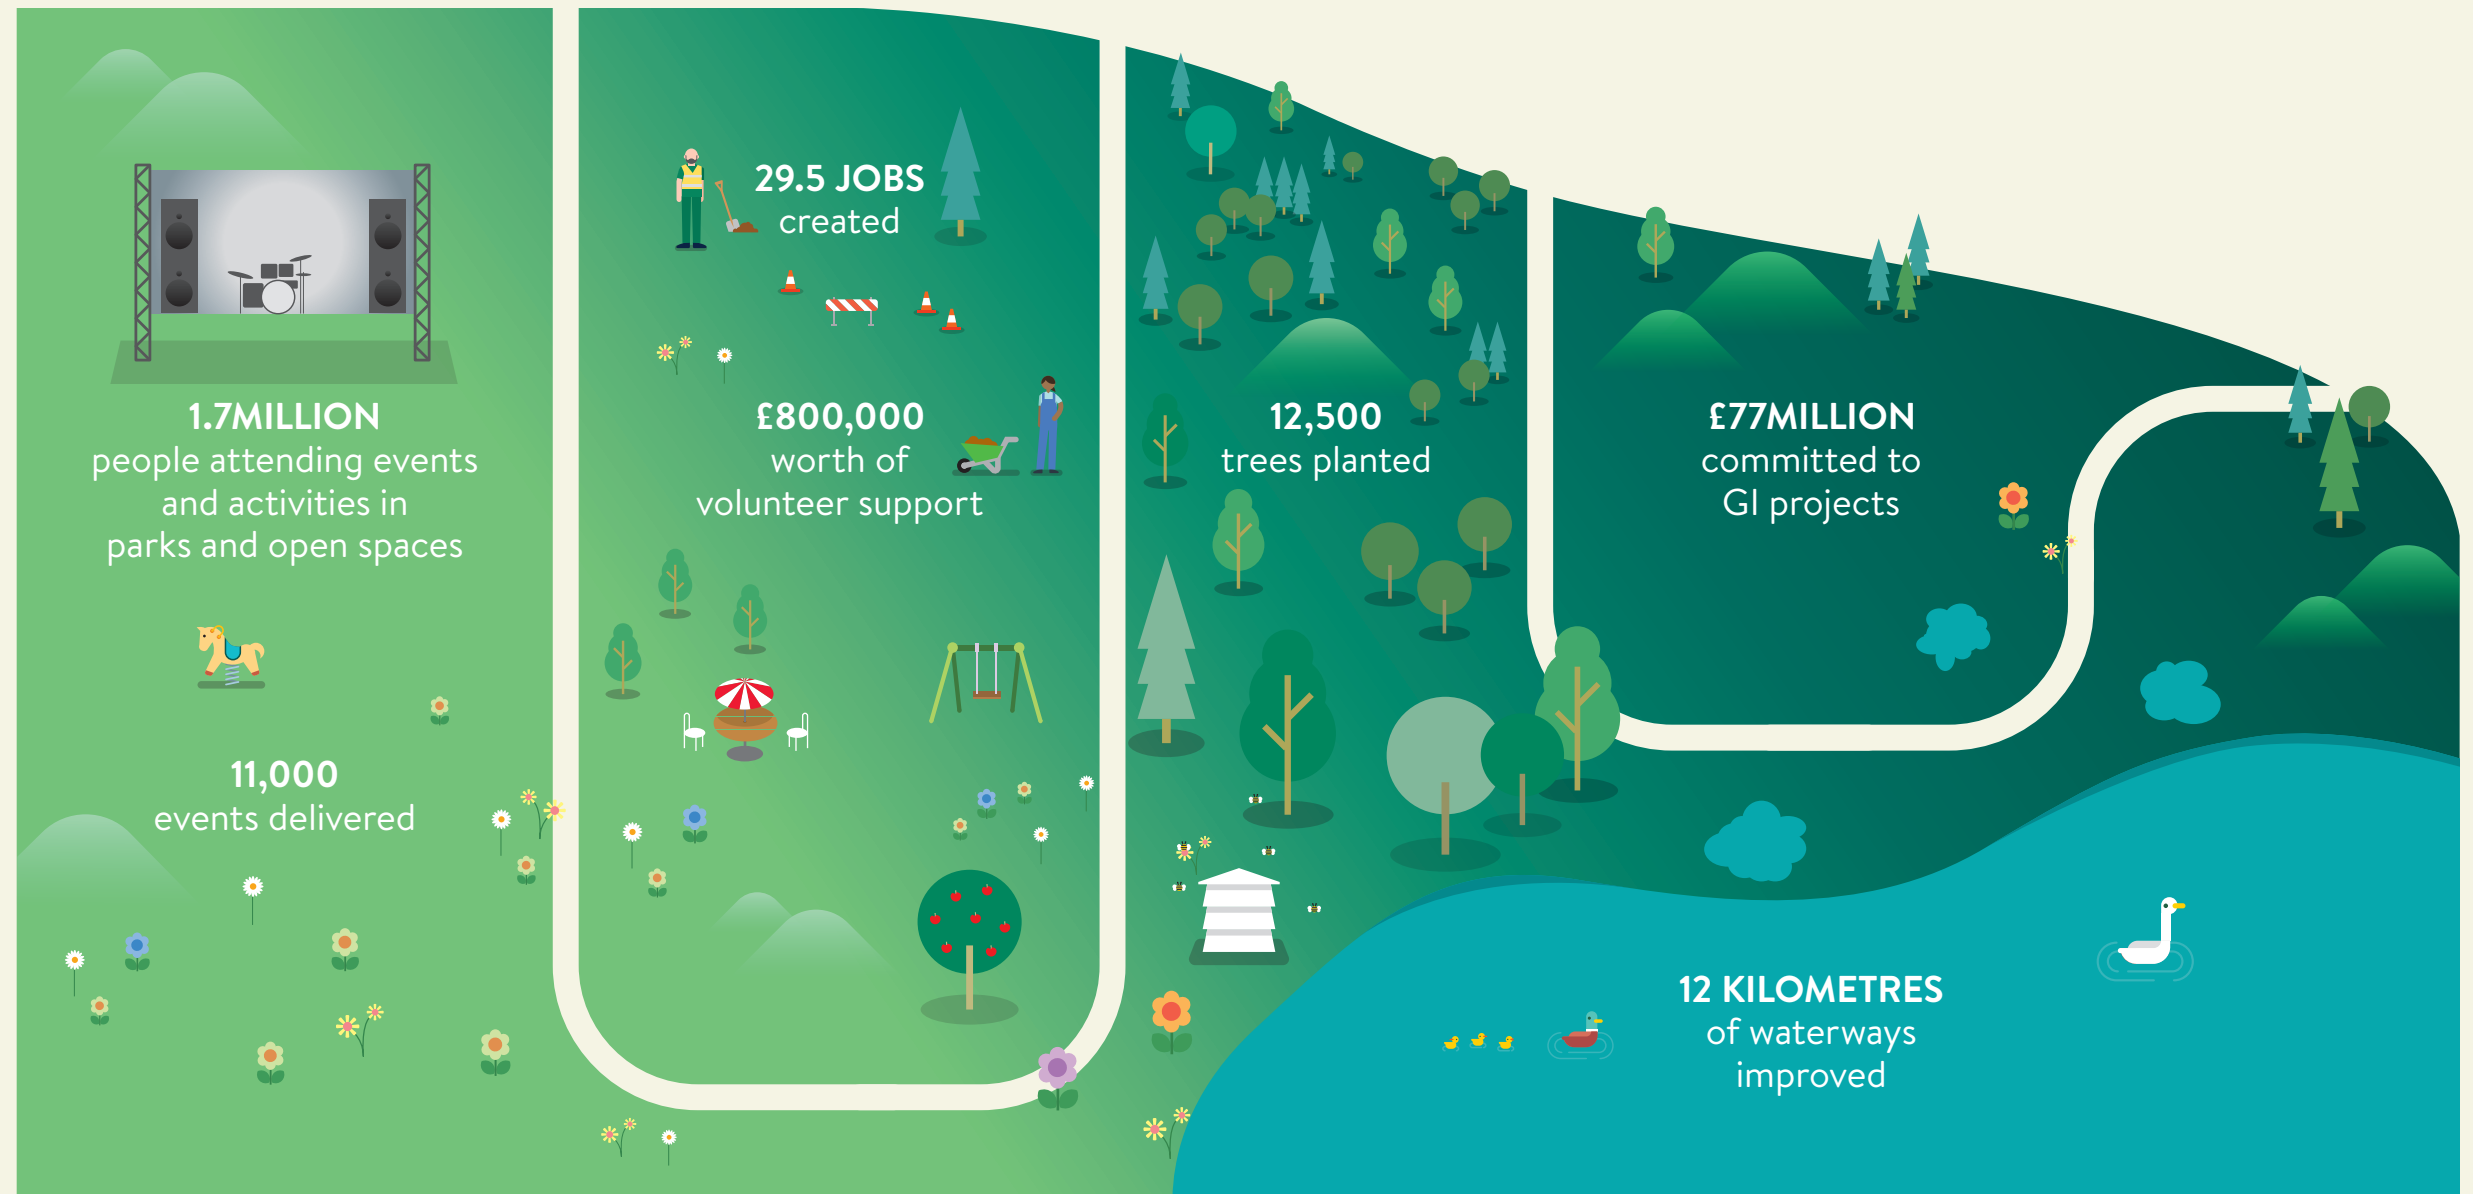 1.7MILLION
people attending events
and activities in
parks and open spaces
11,000
events delivered
29.5 JOBS
created
£800,000
worth of
volunteer support
12,500
trees planted
£77MILLION
committed to
GI projects
12 KILOMETRES
of waterways
improved